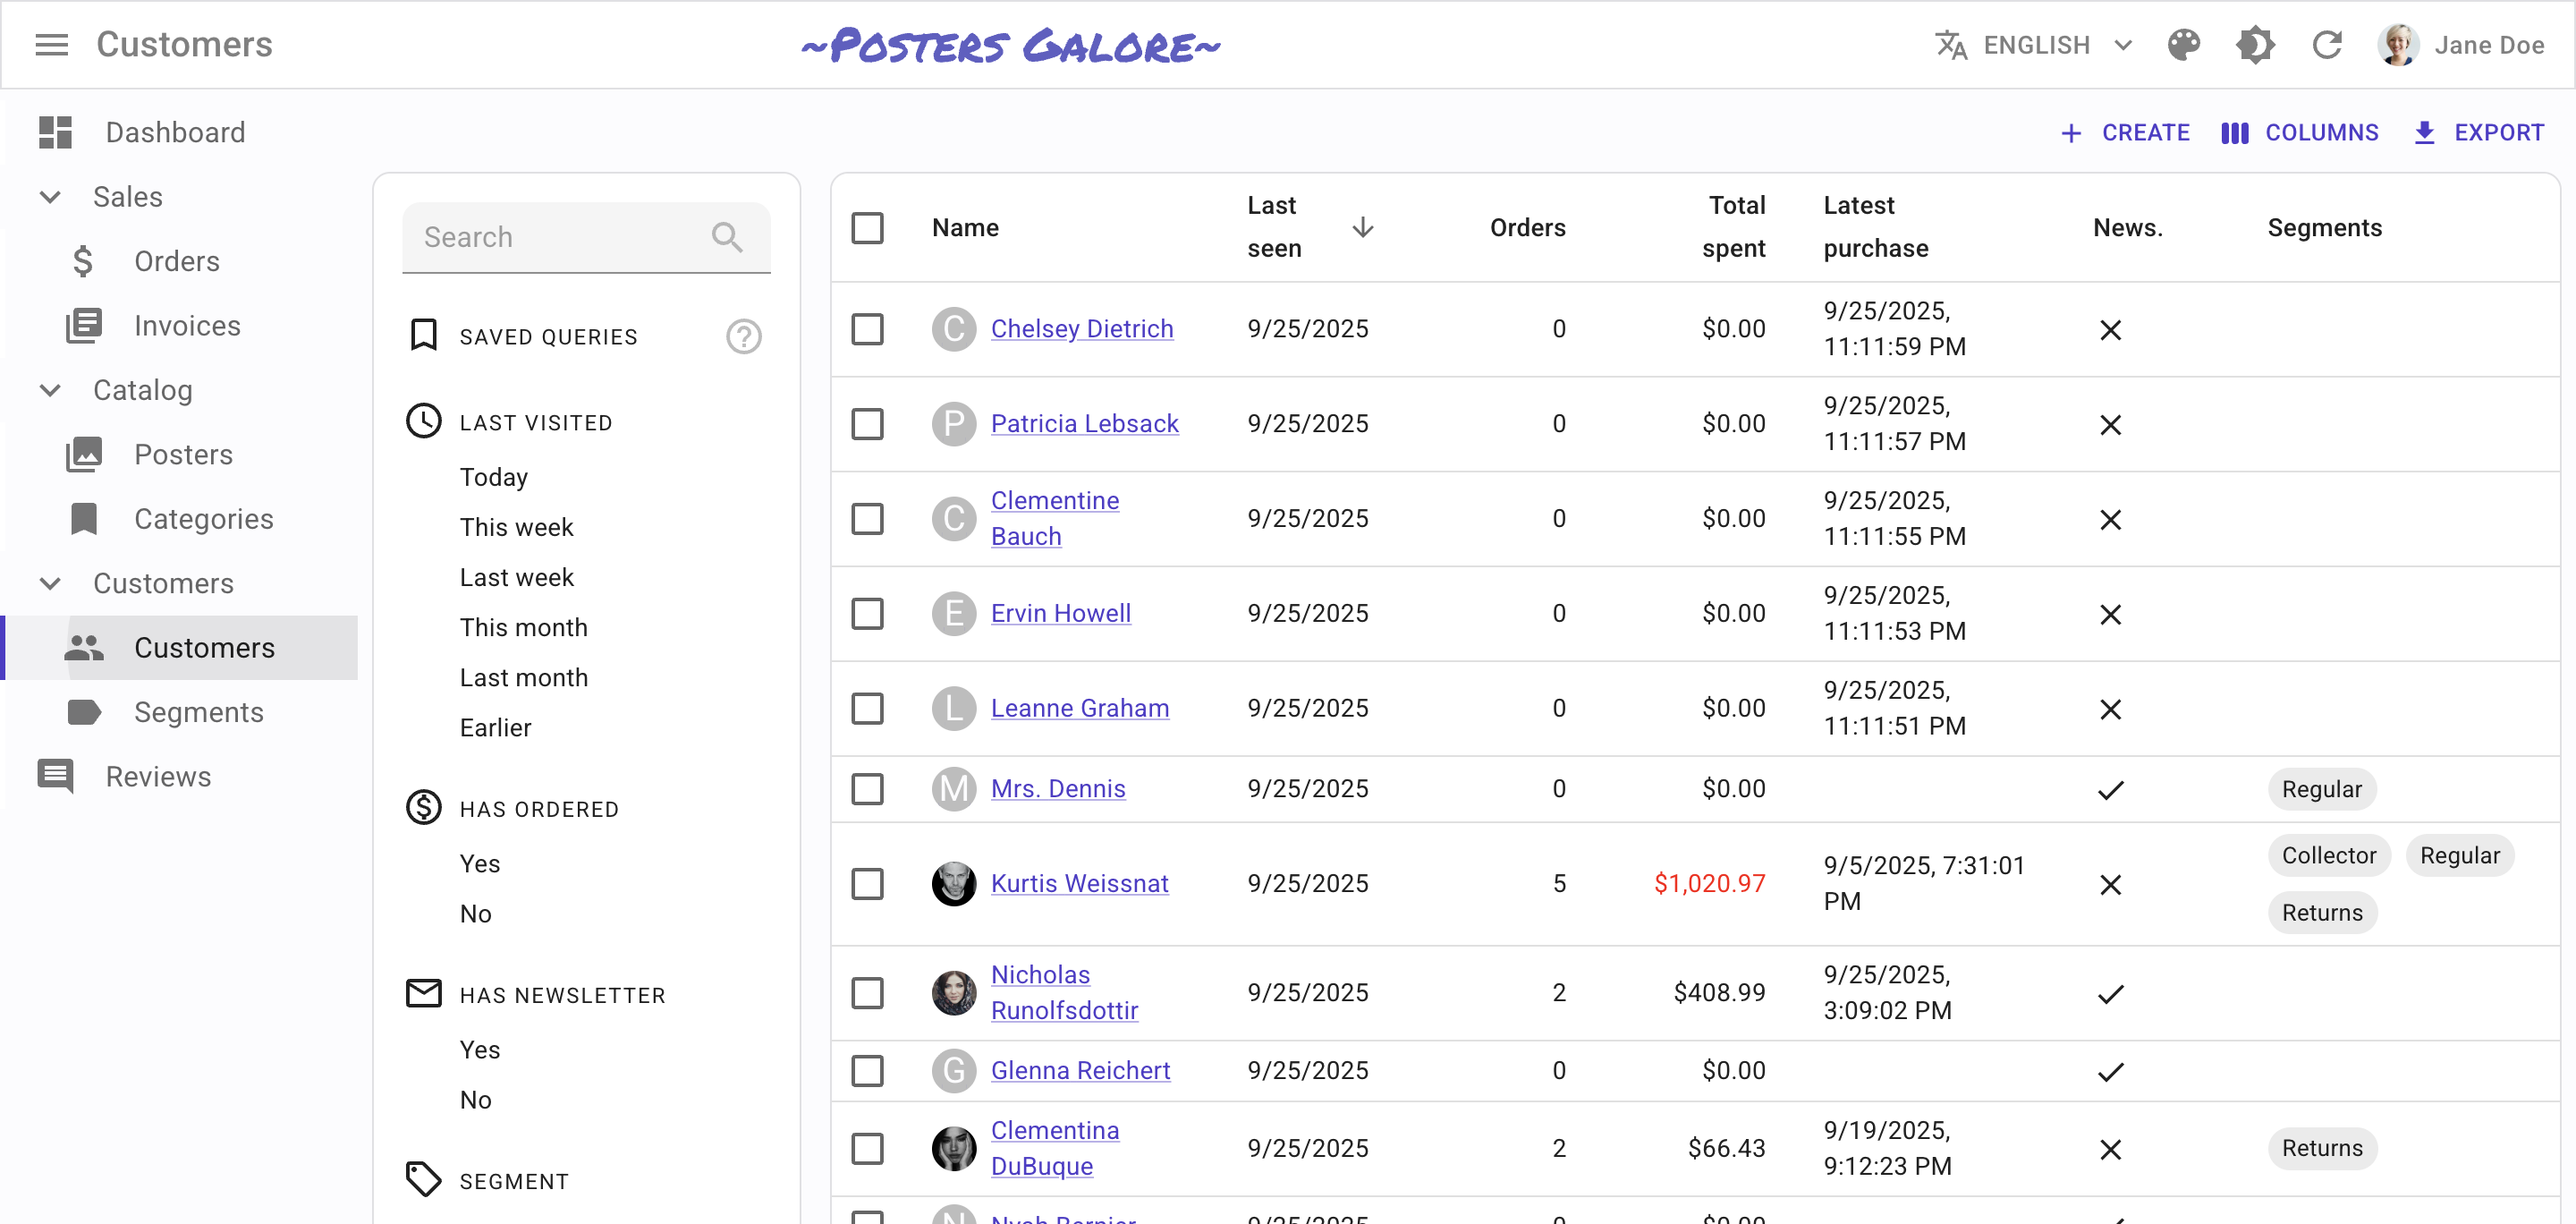 Customers
~Posters Galore~
ENGLISH
Jane Doe
Dashboard
Sales
Orders
Invoices
Catalog
Posters
Categories
Customers
Customers
Segments
Reviews
CREATE
COLUMNS
EXPORT
Search
SAVED QUERIES
?
LAST VISITED
Today
This week
Last week
This month
Last month
Earlier
HAS ORDERED
Yes
No
HAS NEWSLETTER
Yes
No
SEGMENT
Name
Last
seen
Orders
Total
spent
Latest
purchase
News.
Segments
C
Chelsey Dietrich
9/25/2025
0
$0.00
9/25/2025,
11:11:59 PM
P
Patricia Lebsack
9/25/2025
0
$0.00
9/25/2025,
11:11:57 PM
C
Clementine
Bauch
9/25/2025
0
$0.00
9/25/2025,
11:11:55 PM
E
Ervin Howell
9/25/2025
0
$0.00
9/25/2025,
11:11:53 PM
L
Leanne Graham
9/25/2025
0
$0.00
9/25/2025,
11:11:51 PM
M
Mrs. Dennis
9/25/2025
0
$0.00
Regular
Kurtis Weissnat
9/25/2025
5
$1,020.97
9/5/2025, 7:31:01
PM
Collector
Regular
Returns
Nicholas
Runolfsdottir
9/25/2025
2
$408.99
9/25/2025,
3:09:02 PM
G
Glenna Reichert
9/25/2025
0
$0.00
Clementina
DuBuque
9/25/2025
2
$66.43
9/19/2025,
9:12:23 PM
Returns